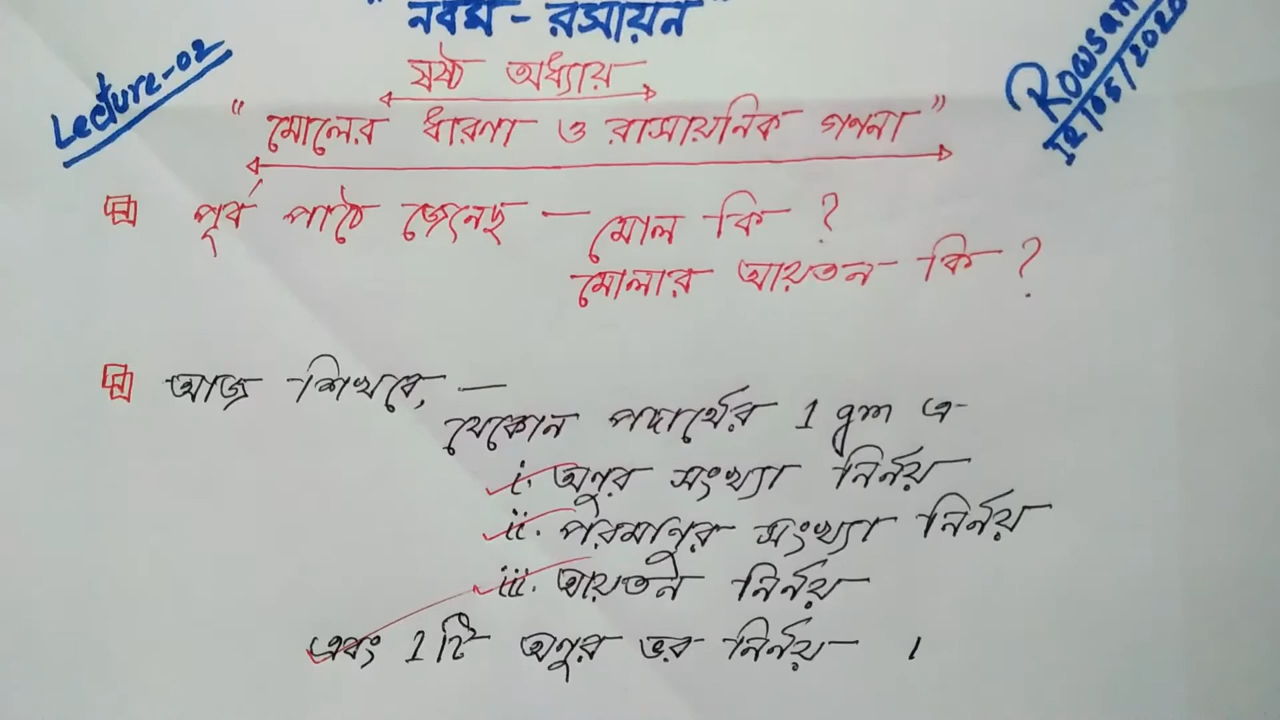 "নবম - রসায়ন"
Lecture-02
Rowsan
12/05/2020
ষষ্ঠ অধ্যায়
"মোলের ধারণা ও রাসায়নিক গণনা"
পূর্ব পাঠে জেনেছ — মোল কি ?
মোলার আয়তন কি ?
আজ শিখবে, —
যেকোন পদার্থের 1 gm এ
i. অণুর সংখ্যা নির্ণয়
ii. পরমাণুর সংখ্যা নির্ণয়
iii. আয়তন নির্ণয়
এবং 1টি অণুর ভর নির্ণয় ।